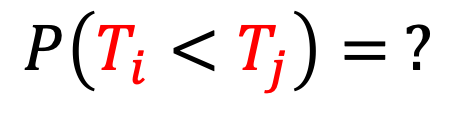 P(T_i < T_j) = ?